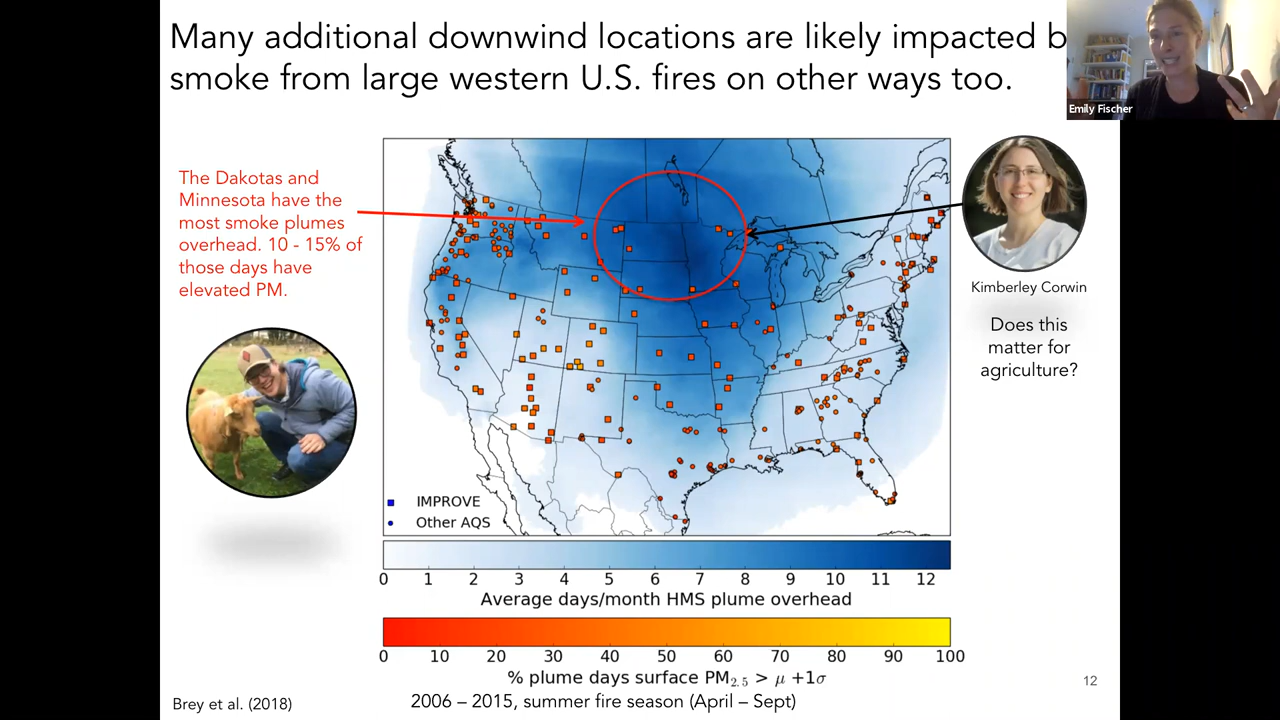 Many additional downwind locations are likely impacted b
smoke from large western U.S. fires on other ways too.
Emily Fischer
The Dakotas and
Minnesota have the
most smoke plumes
overhead. 10 - 15% of
those days have
elevated PM.
Kimberley Corwin
Does this
matter for
agriculture?
IMPROVE
Other AQS
0 1 2 3 4 5 6 7 8 9 10 11 12
Average days/month HMS plume overhead
0 10 20 30 40 50 60 70 80 90 100
% plume days surface PM2.5 > μ +1σ
2006 – 2015, summer fire season (April – Sept)
Brey et al. (2018)
12